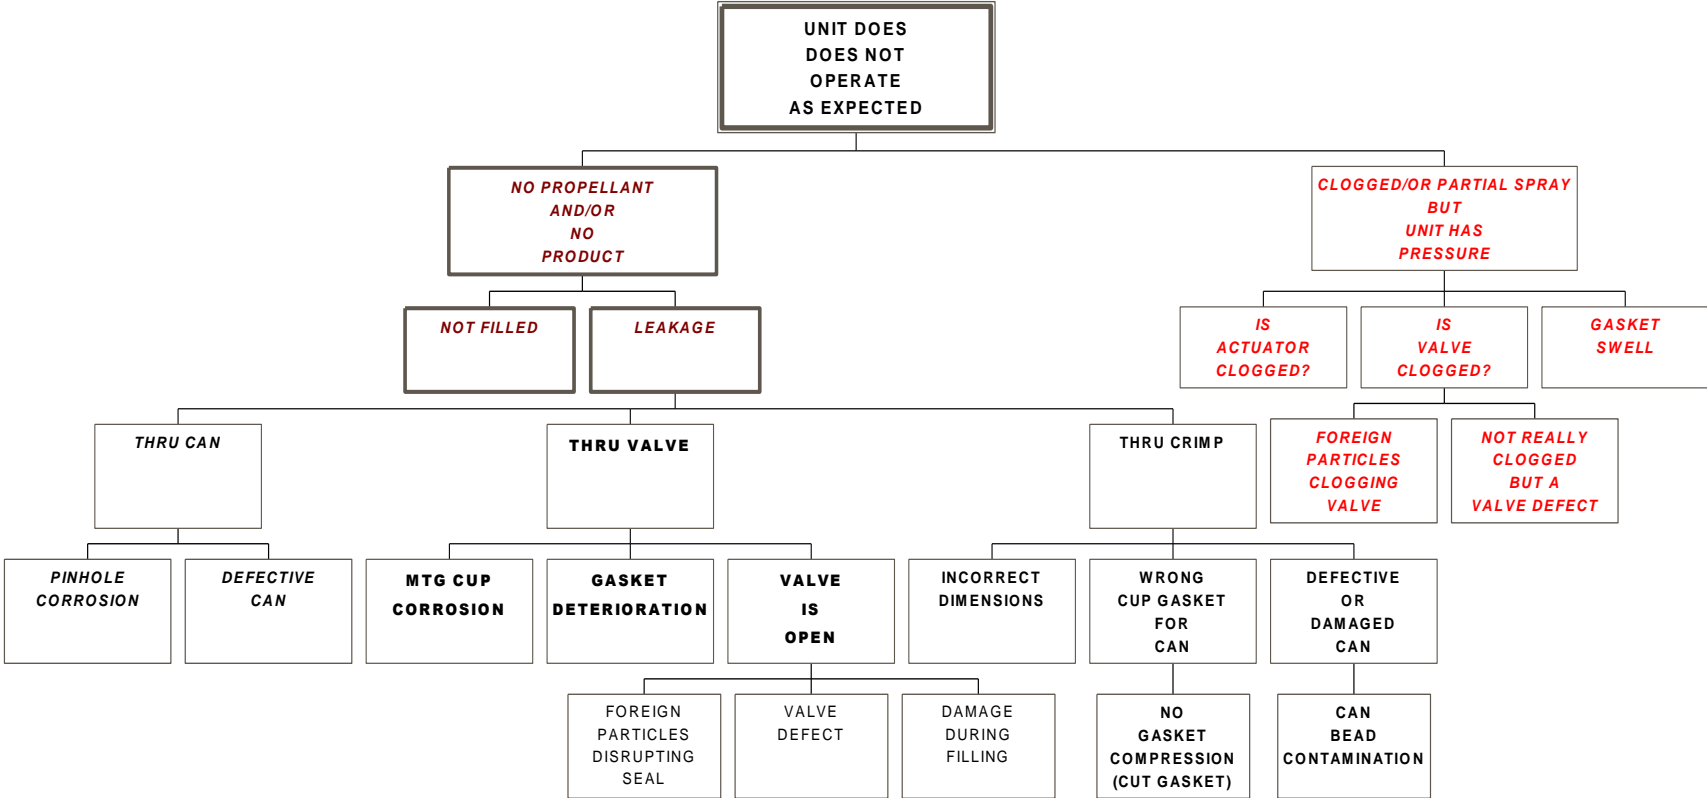 UNIT DOES
DOES NOT
OPERATE
AS EXPECTED
NO PROPELLANT
AND/OR
NO
PRODUCT
CLOGGED/OR PARTIAL SPRAY
BUT
UNIT HAS
PRESSURE
NOT FILLED
LEAKAGE
IS
ACTUATOR
CLOGGED?
IS
VALVE
CLOGGED?
GASKET
SWELL
THRU CAN
THRU VALVE
THRU CRIMP
FOREIGN
PARTICLES
CLOGGING
VALVE
NOT REALLY
CLOGGED
BUT A
VALVE DEFECT
PINHOLE
CORROSION
DEFECTIVE
CAN
MTG CUP
CORROSION
GASKET
DETERIORATION
VALVE
IS
OPEN
INCORRECT
DIMENSIONS
WRONG
CUP GASKET
FOR
CAN
DEFECTIVE
OR
DAMAGED
CAN
FOREIGN
PARTICLES
DISRUPTING
SEAL
VALVE
DEFECT
DAMAGE
DURING
FILLING
NO
GASKET
COMPRESSION
(CUT GASKET)
CAN
BEAD
CONTAMINATION